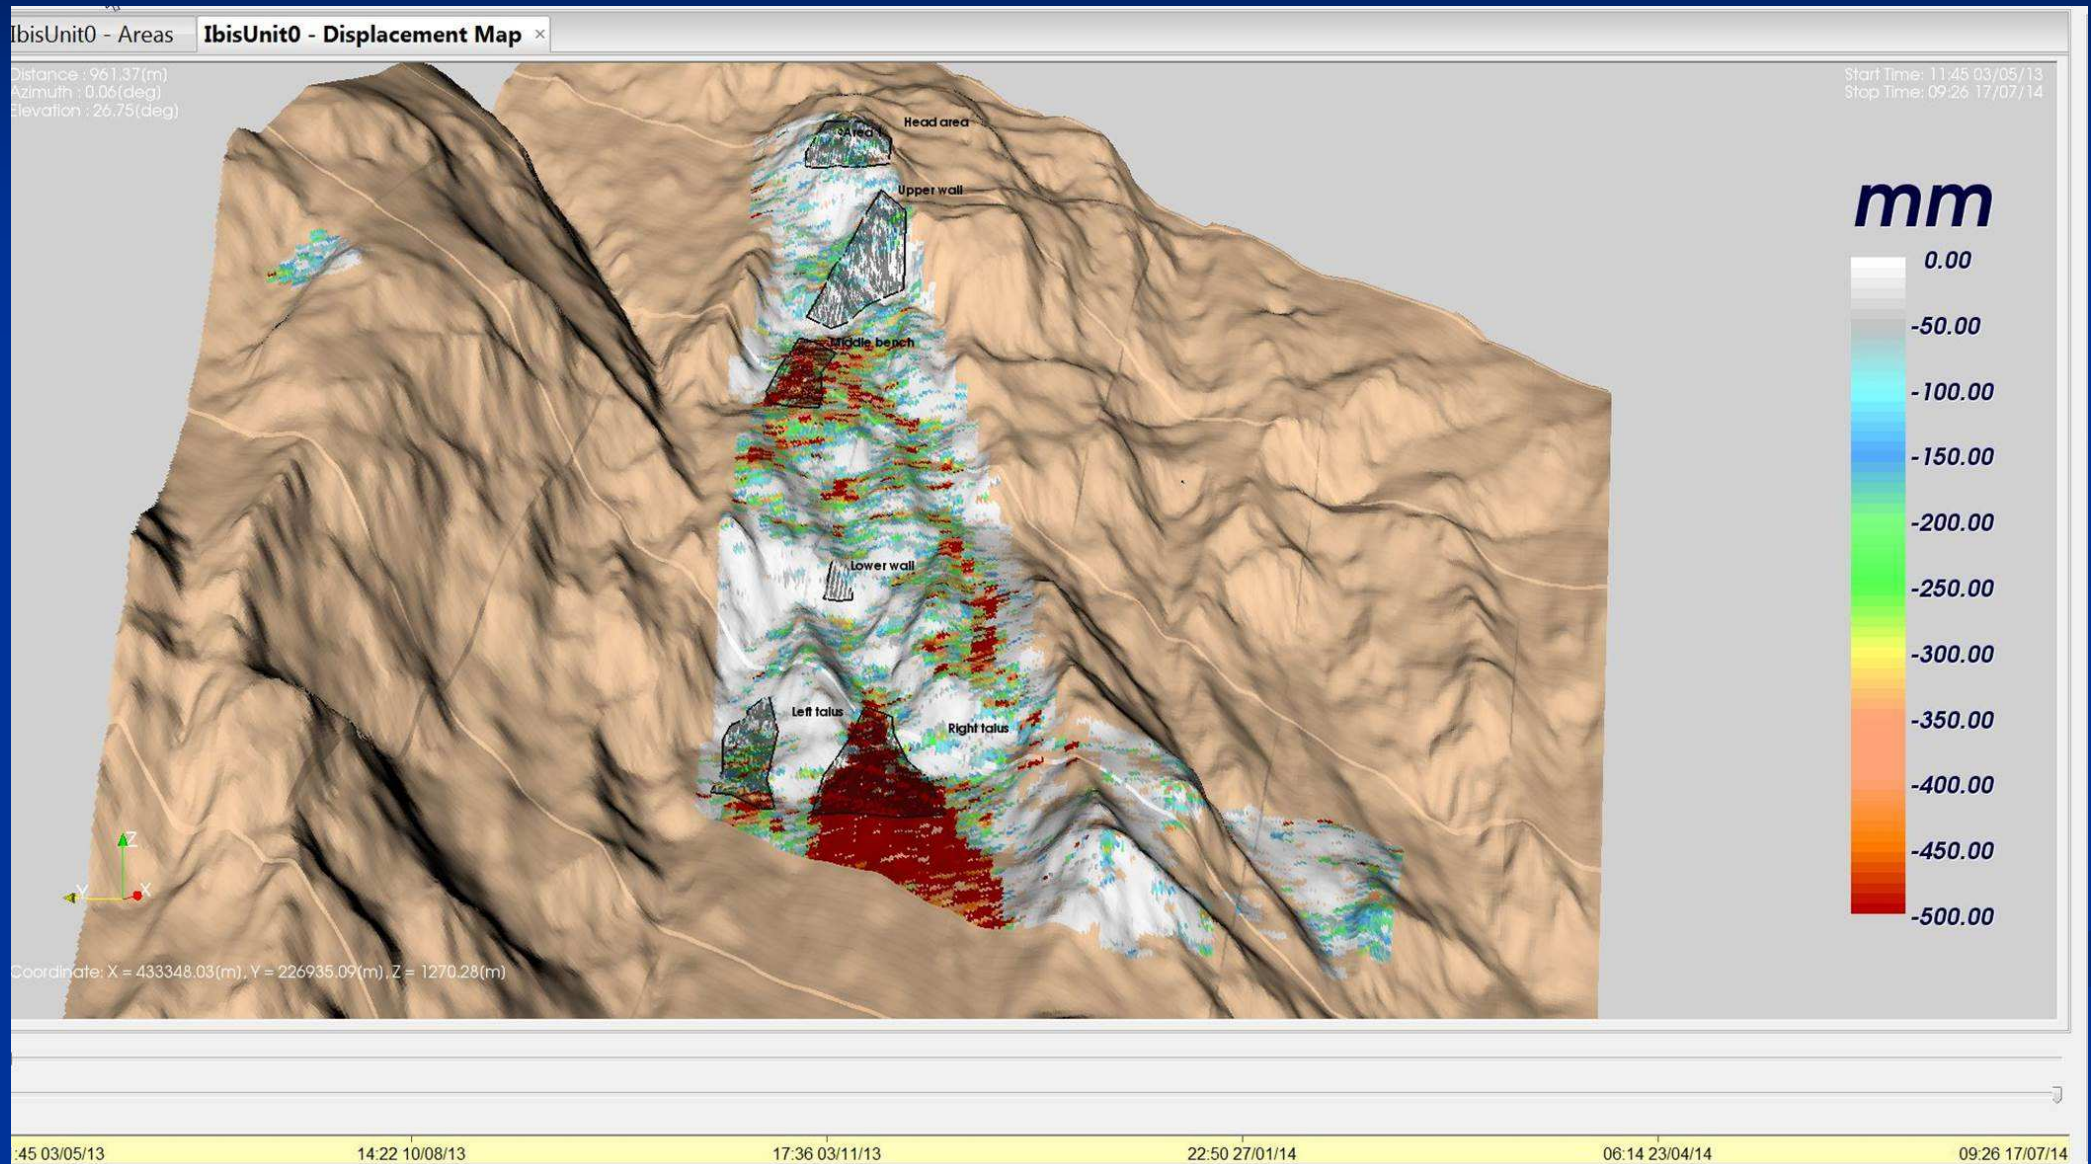 IbisUnit0 - Areas
IbisUnit0 - Displacement Map ×
Distance : 961.37(m)
Azimuth : 0.06(deg)
Elevation : 26.75(deg)
Start Time: 11:45 03/05/13
Stop Time: 09:26 17/07/14
Head area
Area
Upper wall
Middle bench
Lower wall
Left talus
Right talus
mm
0.00
-50.00
-100.00
-150.00
-200.00
-250.00
-300.00
-350.00
-400.00
-450.00
-500.00
Z
Y
X
Coordinate: X = 433348.03(m), Y = 226935.09(m), Z = 1270.28(m)
:45 03/05/13
14:22 10/08/13
17:36 03/11/13
22:50 27/01/14
06:14 23/04/14
09:26 17/07/14